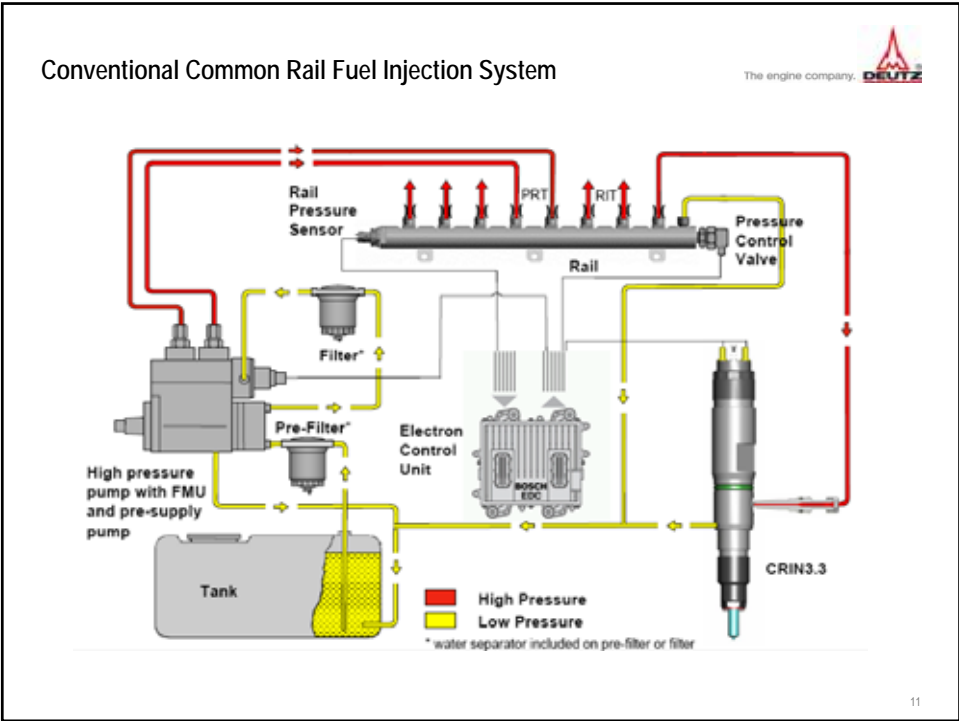 Conventional Common Rail Fuel Injection System
The engine company.
DEUTZ
®
Rail
Pressure
Sensor
PRT
RIT
Pressure
Control
Valve
Rail
Filter*
Pre-Filter*
Electron
Control
Unit
BOSCH
EDC
High pressure
pump with FMU
and pre-supply
pump
Tank
CRIN3.3
High Pressure
Low Pressure
* water separator included on pre-filter or filter
11